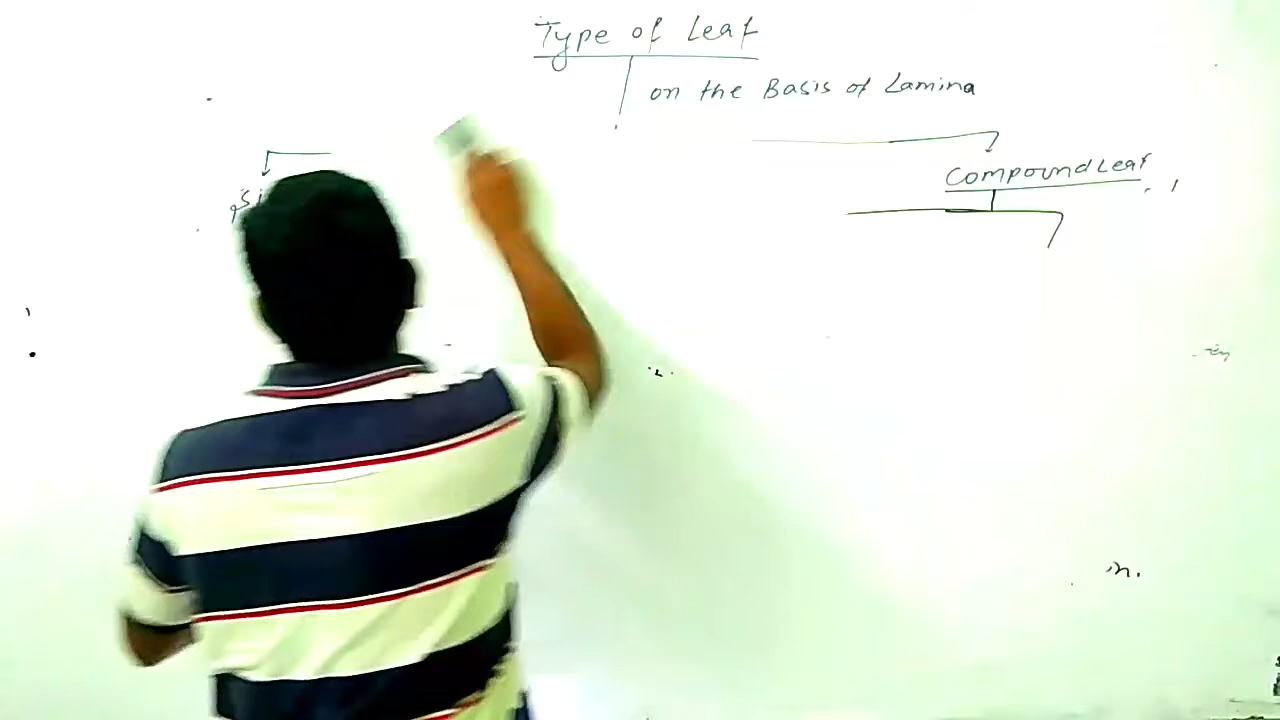 Type of Leaf
on the Basis of Lamina
Compound Leaf